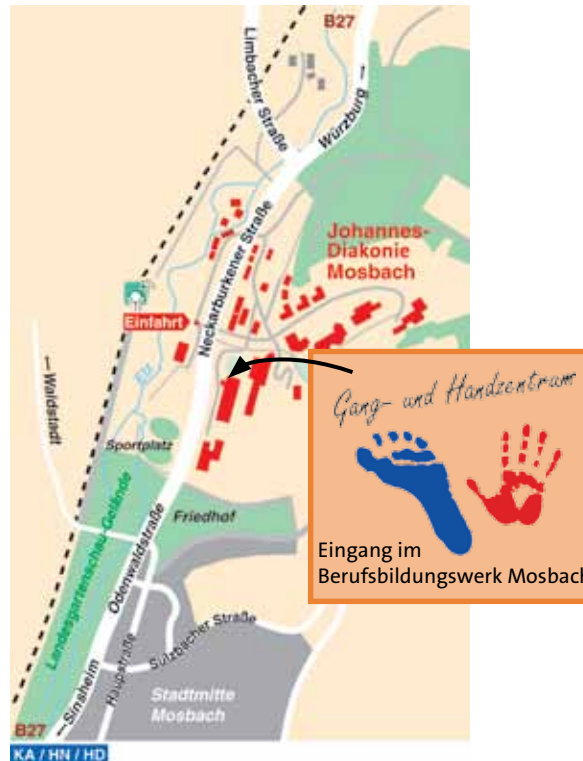 B27
Limbacher Straße
Würzburg
Johannes-
Diakonie
Mosbach
Neckarburkener Straße
Einfahrt
Elz
Waldstadt
Sportplatz
Gang- und Handzentrum
Eingang im
Berufsbildungswerk Mosbach
Friedhof
Landesgartenschau-Gelände
Odenwaldstraße
Sulzbacher Straße
Hauptstraße
Sinsheim
Stadtmitte
Mosbach
B27
KA / HN / HD